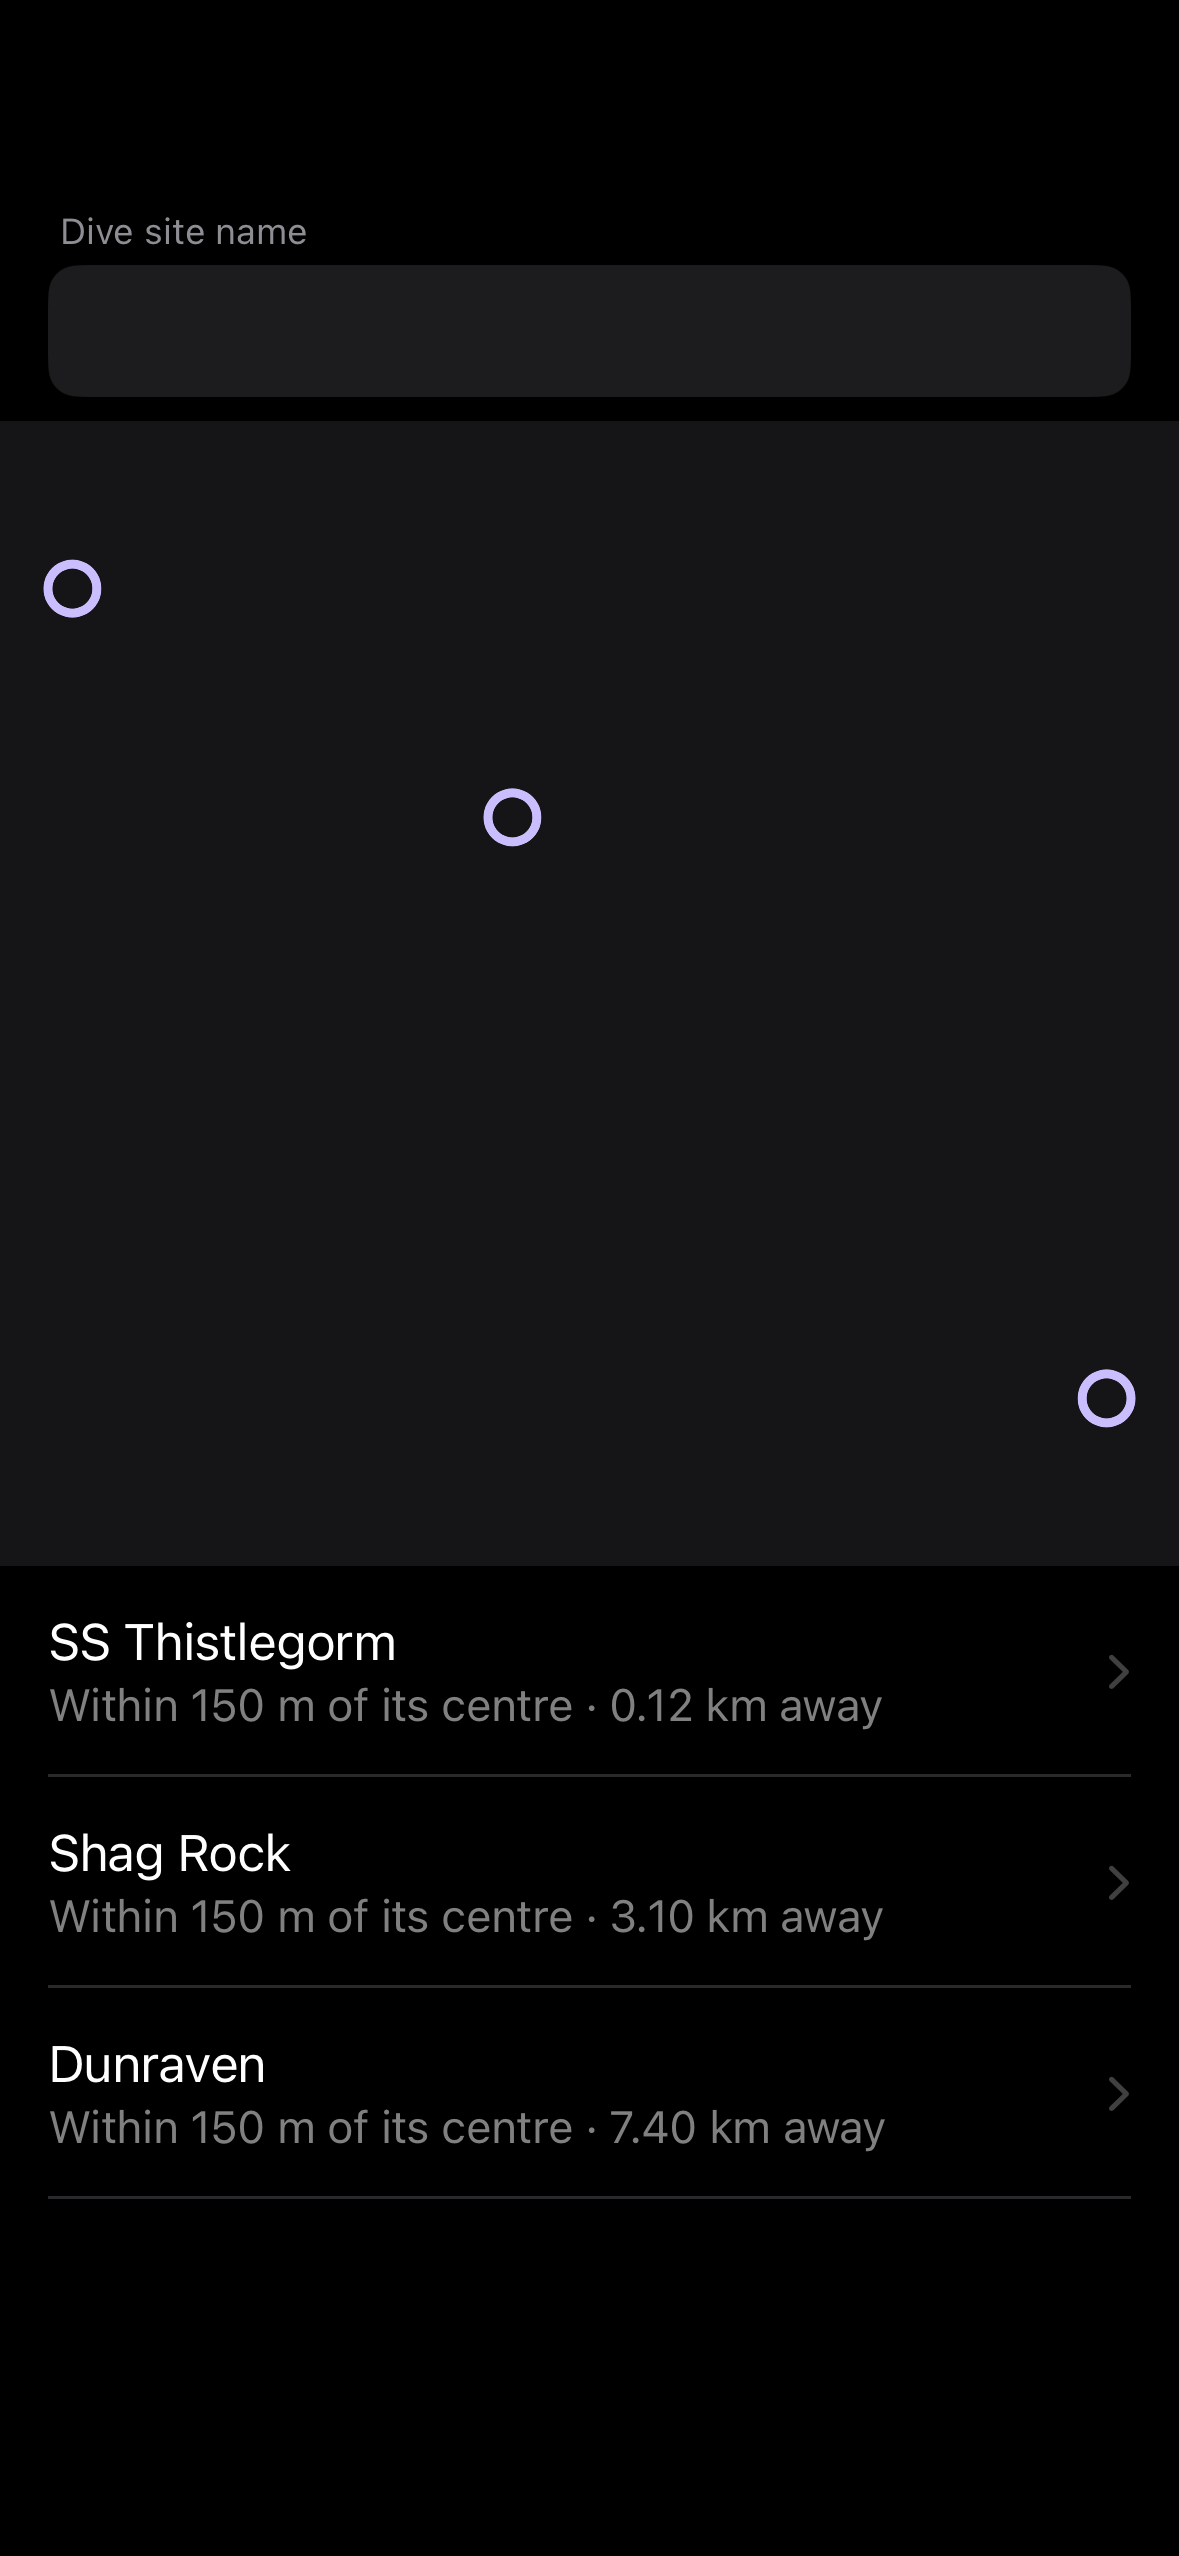 Dive site name
SS Thistlegorm
Within 150 m of its centre · 0.12 km away
Shag Rock
Within 150 m of its centre · 3.10 km away
Dunraven
Within 150 m of its centre · 7.40 km away